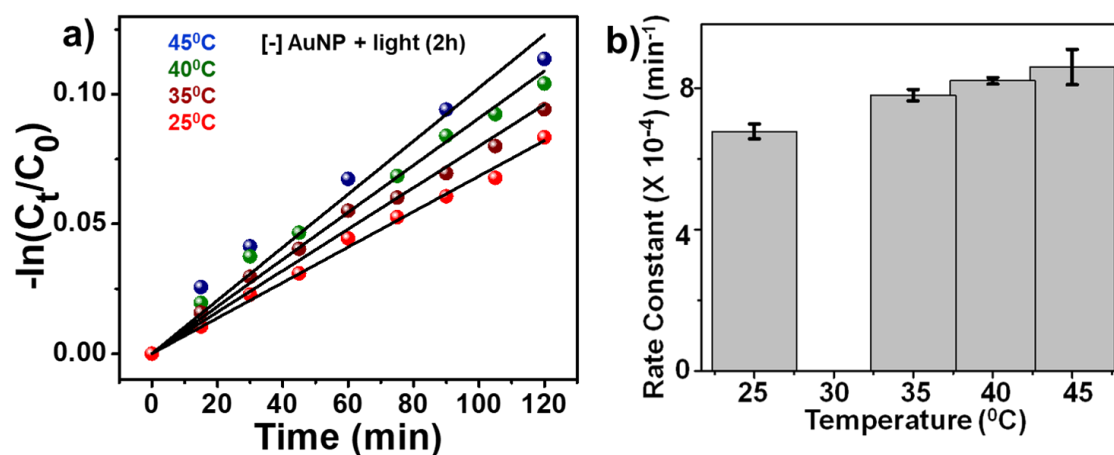 a)
45⁰C
40⁰C
35⁰C
25⁰C
[-] AuNP + light (2h)
-ln(Cₜ/C₀)
0.10
0.05
0.00
0 20 40 60 80 100 120
Time (min)
b)
Rate Constant (X 10⁻⁴) (min⁻¹)
8
4
0
25 30 35 40 45
Temperature (⁰C)